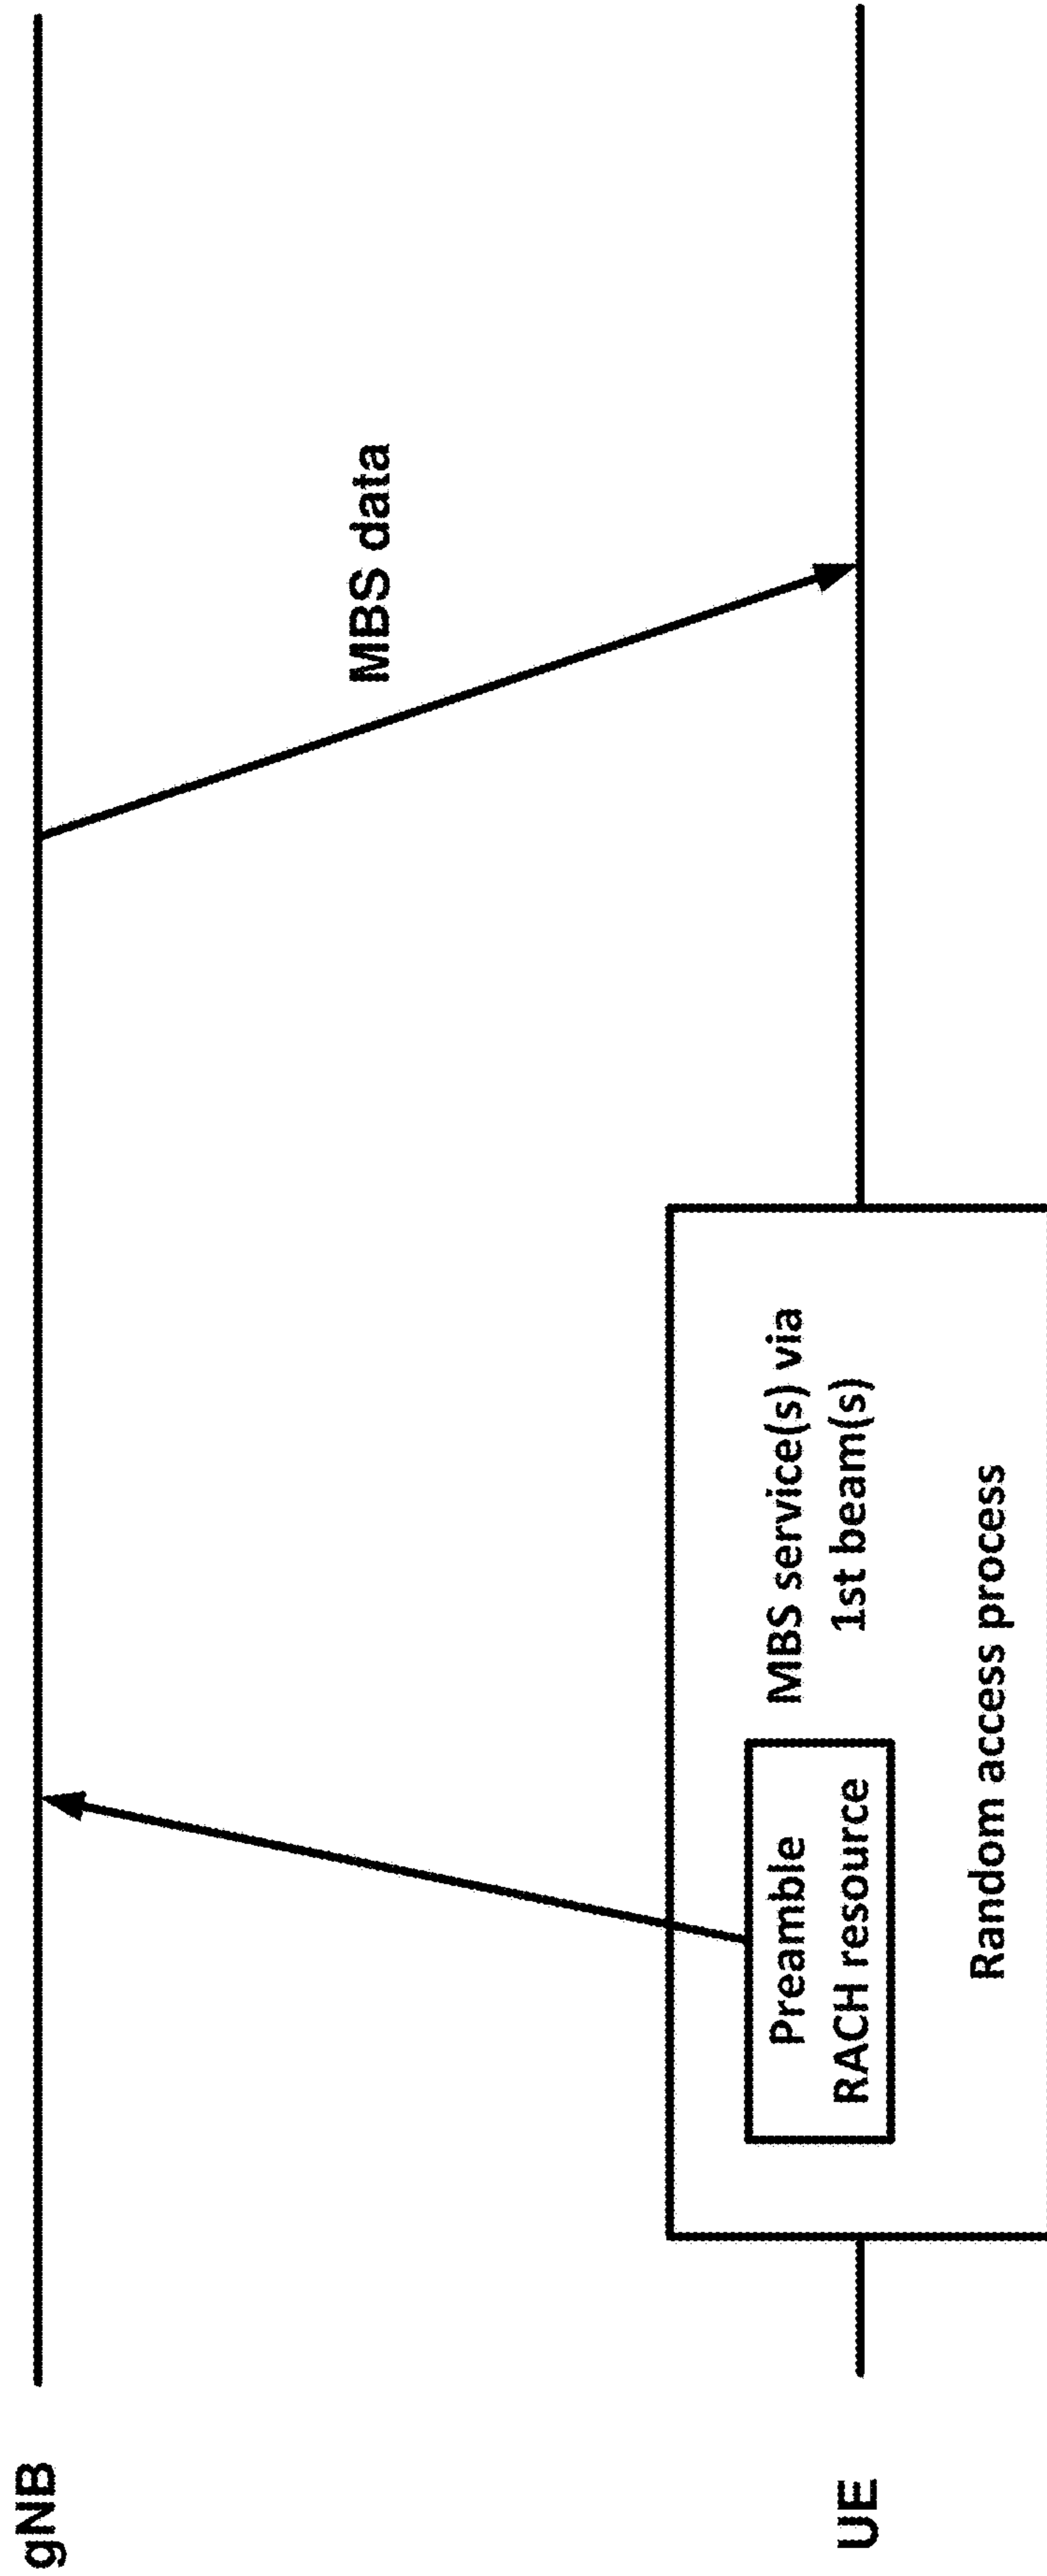 gNB
MBS data
Preamble
RACH resource
MBS service(s) via
1st beam(s)
UE
Random access process